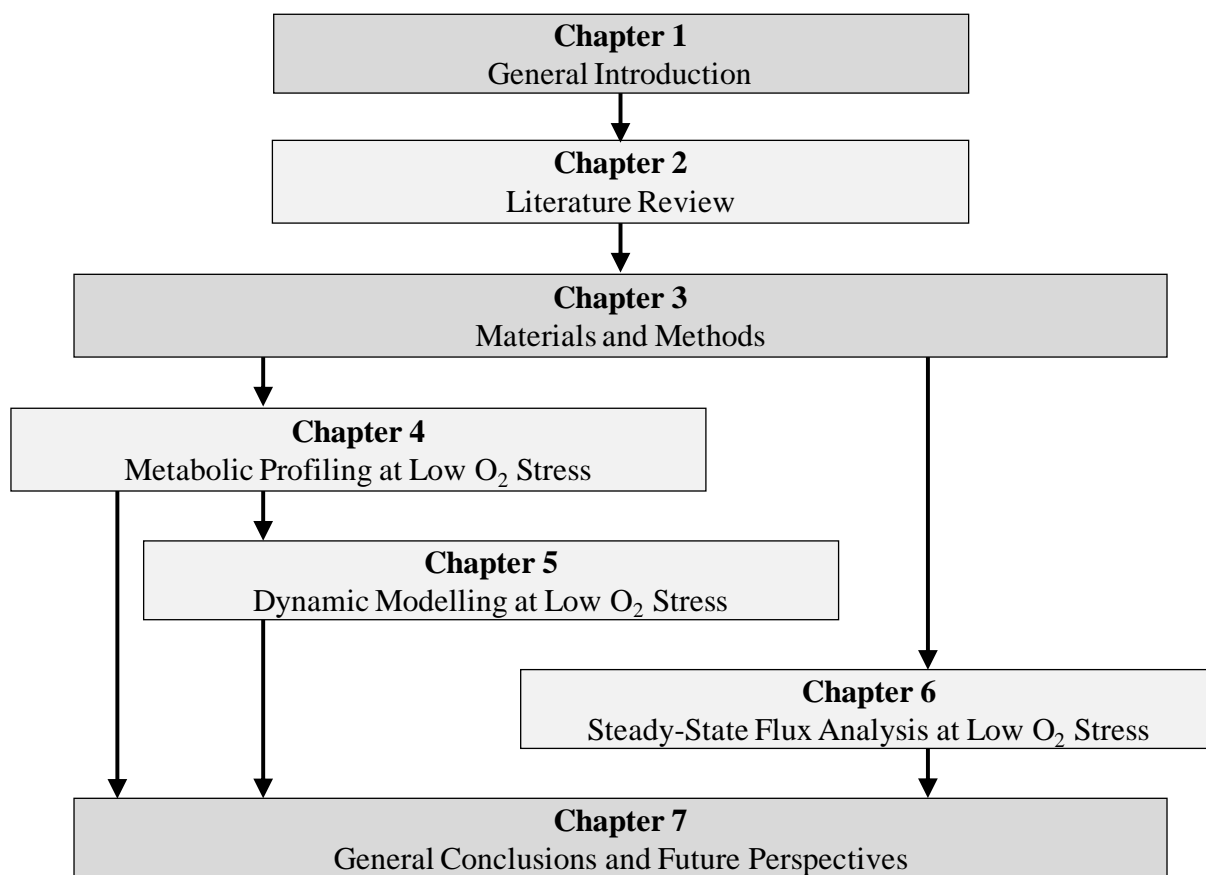 Chapter 1
General Introduction
Chapter 2
Literature Review
Chapter 3
Materials and Methods
Chapter 4
Metabolic Profiling at Low O₂ Stress
Chapter 5
Dynamic Modelling at Low O₂ Stress
Chapter 6
Steady-State Flux Analysis at Low O₂ Stress
Chapter 7
General Conclusions and Future Perspectives